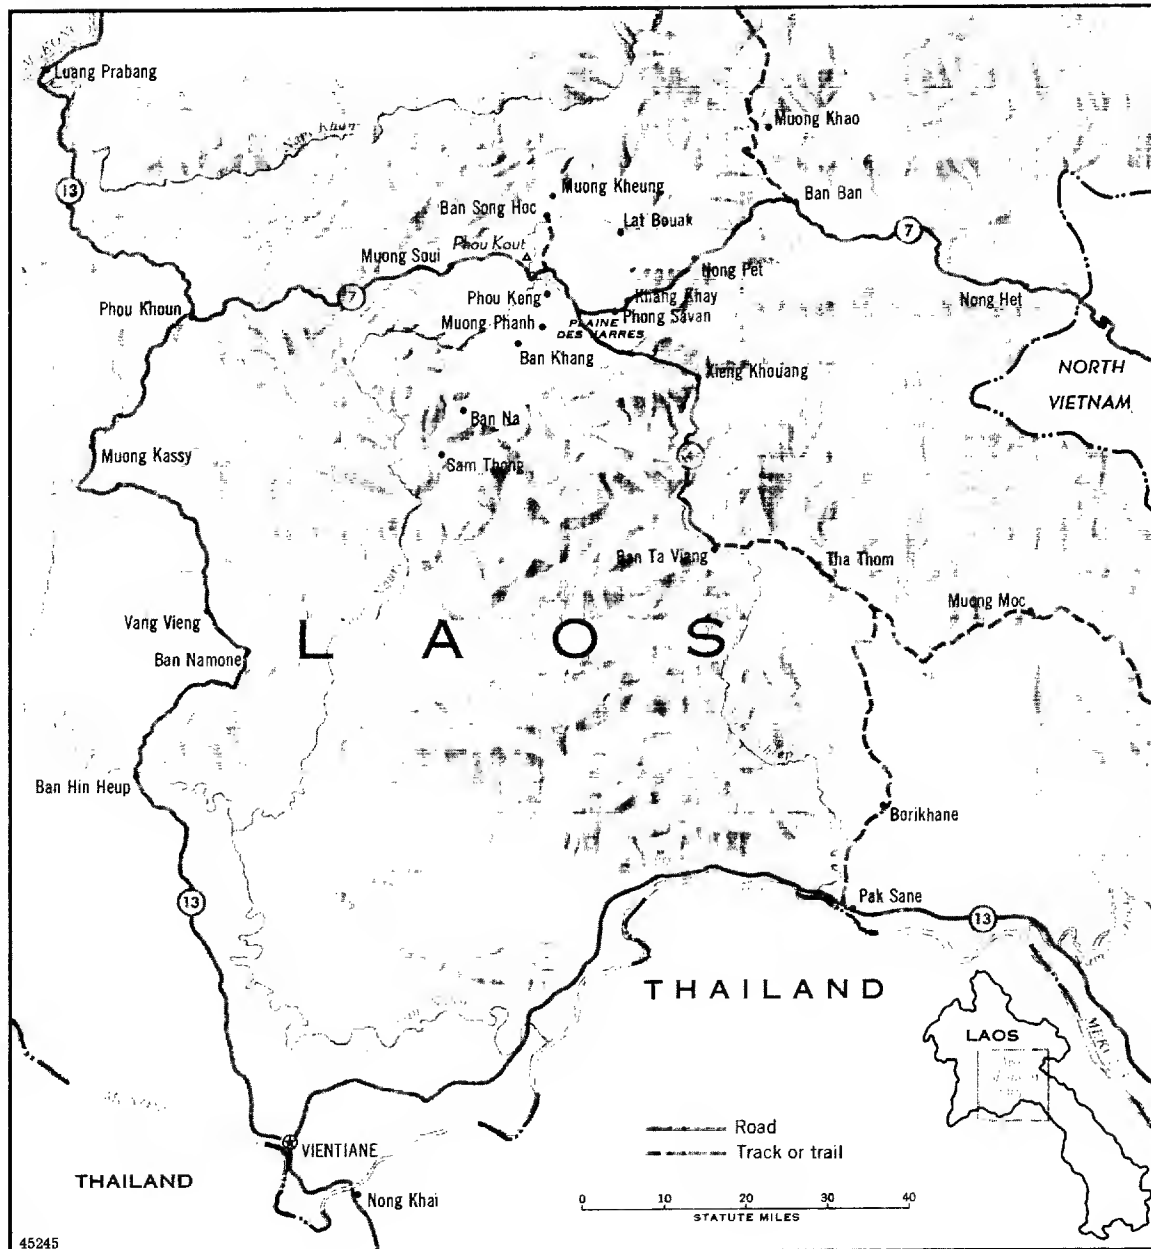 Luang Prabang
Muong Khao
13
Muong Kheung
Ban Song Hoc
Ban Ban
Lat Bouak
7
Phou Kout
Muong Soui
Nong Pet
Phou Keng
Khang Khay
Nong Het
7
Phou Khoun
Phong Savan
Muong Phanh
PLAINE
DES JARRES
Ban Khang
NORTH
VIETNAM
Xieng Khouang
Ban Na
Muong Kassy
Sam Thong
4
Ban Ta Viang
Tha Thom
Muong Moc
Vang Vieng
LAOS
Ban Namone
Ban Hin Heup
Borikhane
13
Pak Sane
13
THAILAND
LAOS
Road
VIENTIANE
Track or trail
THAILAND
Nong Khai
0 10 20 30 40
STATUTE MILES
45245